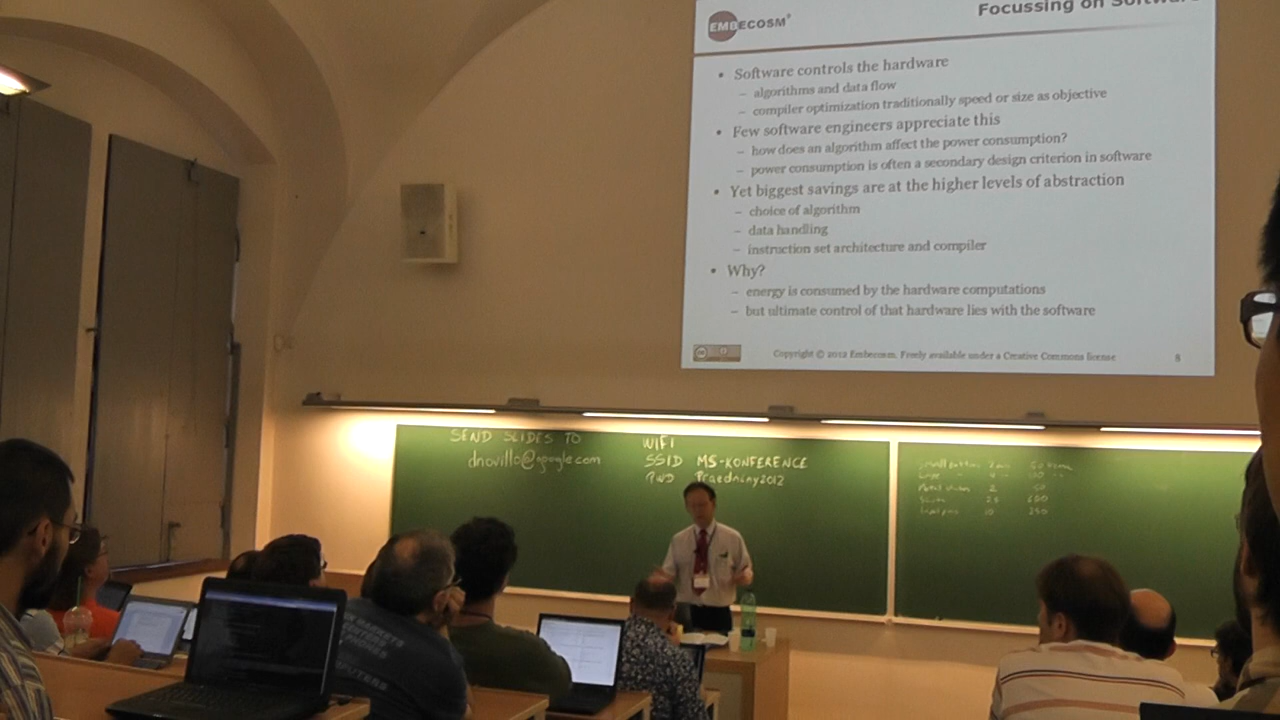 EMBECOSM®
Focussing on Software
• Software controls the hardware
– algorithms and data flow
– compiler optimization traditionally speed or size as objective
• Few software engineers appreciate this
– how does an algorithm affect the power consumption?
– power consumption is often a secondary design criterion in software
• Yet biggest savings are at the higher levels of abstraction
– choice of algorithm
– data handling
– instruction set architecture and compiler
• Why?
– energy is consumed by the hardware computations
– but ultimate control of that hardware lies with the software
Copyright © 2012 Embecosm. Freely available under a Creative Commons license
8
SEND SLIDES TO
dnovillo@google.com
WIFI
SSID MS-KONFERENCE
PWD Praedniny2012